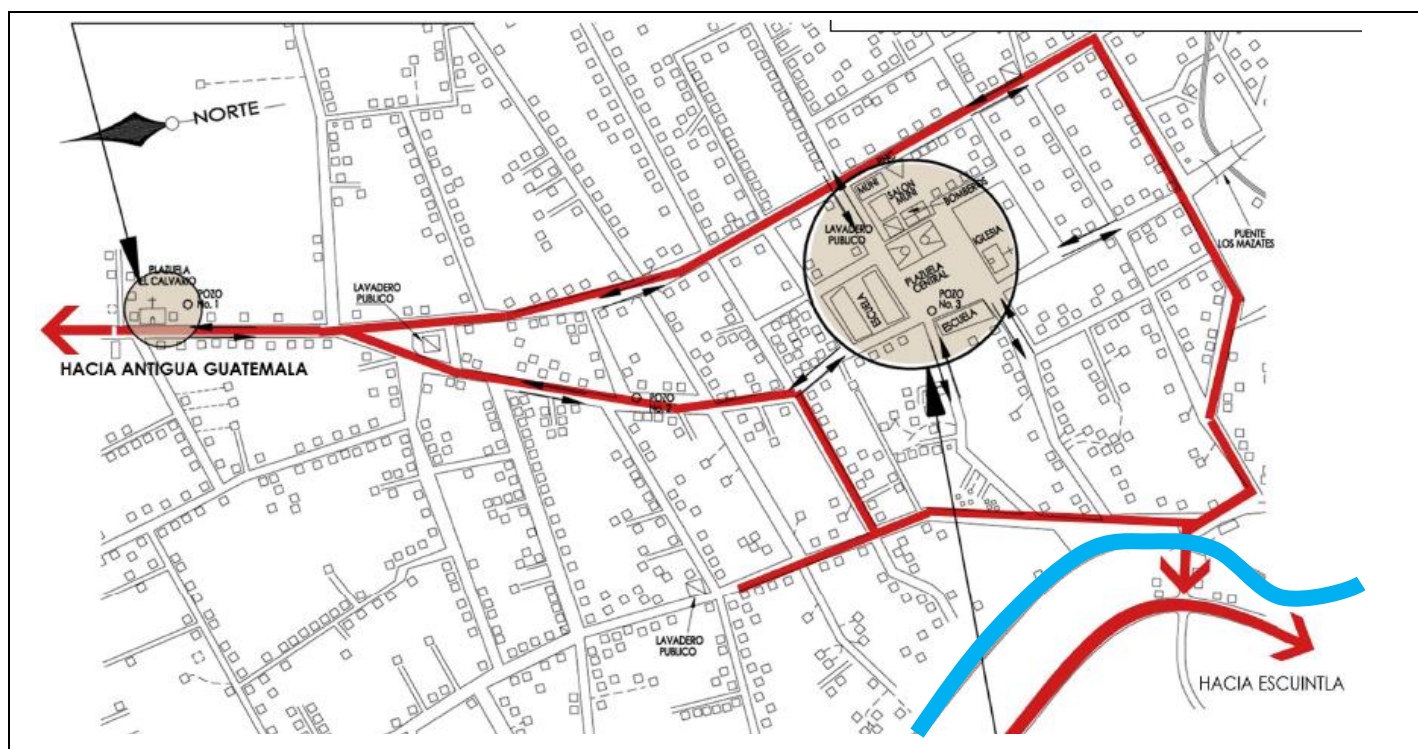 NORTE
PLAZUELA
EL CALVARIO
POZO
No. 1
HACIA ANTIGUA GUATEMALA
LAVADERO
PUBLICO
POZO
No. 2
LAVADERO
PUBLICO
MUNI
SALON
MUNI
BOMBEROS
LAVADERO
PUBLICO
IGLESIA
PLAZUELA
CENTRAL
POZO
No. 3
ESCUELA
ESCUELA
PUENTE
LOS MAZATES
HACIA ESCUINTLA